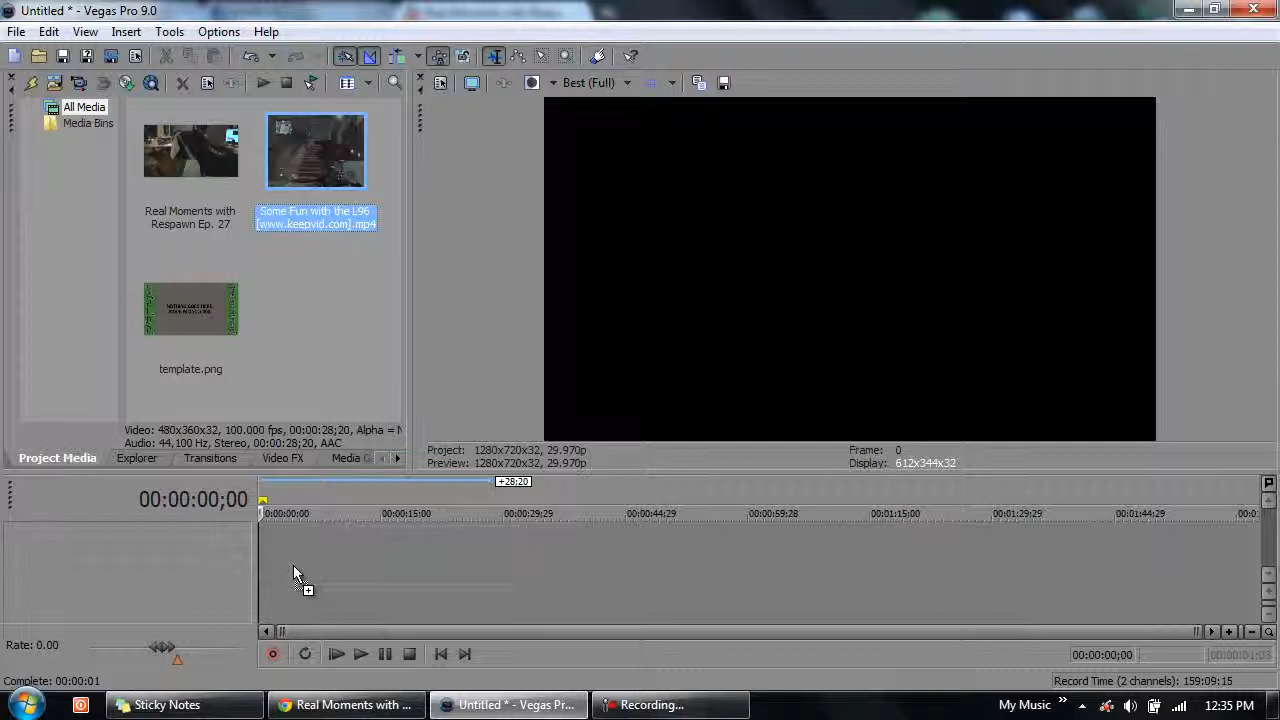 Untitled * - Vegas Pro 9.0
File Edit View Insert Tools Options Help
Best (Full)
All Media
Media Bins
Real Moments with
Respawn Ep. 27
Some Fun with the L96
[www.keepvid.com].mp4
template.png
Video: 480x360x32, 100.000 fps, 00:00:28;20, Alpha = N
Audio: 44,100 Hz, Stereo, 00:00:28;20, AAC
Project Media Explorer Transitions Video FX Media G
Project: 1280x720x32, 29.970p
Preview: 1280x720x32, 29.970p
Frame: 0
Display: 612x344x32
+28;20
00:00:00;00
0:00:00;00 00:00:15;00 00:00:29;29 00:00:44;29 00:00:59;28 00:01:15;00 00:01:29;29 00:01:44;29 00:0
Rate: 0.00
00:00:00;00
Complete: 00:00:01
Record Time (2 channels): 159:09:15
Sticky Notes
Real Moments with ...
Untitled * - Vegas Pr...
Recording...
My Music
12:35 PM